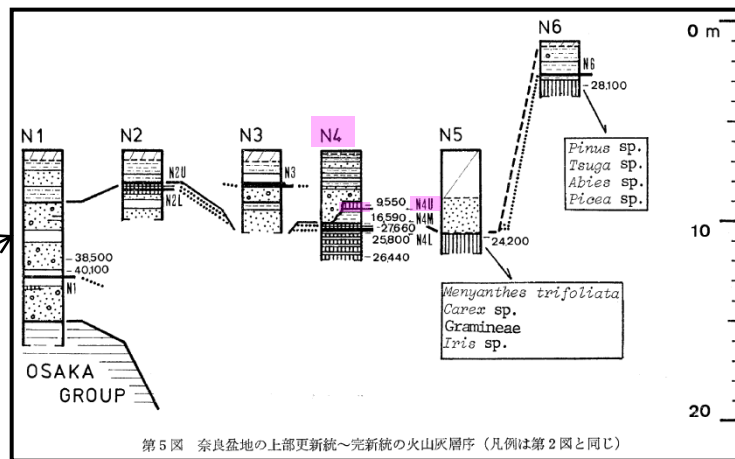 0 m
N6
N6
-28,100
N1
N2
N3
N4
N5
N2U
N2L
N3
9,550
N4U
16,590
N4M
-27,660
25,800
N4L
-26,440
-24,200
-38,500
-40,100
N1
Pinus sp.
Tsuga sp.
Abies sp.
Picea sp.
10
Menyanthes trifoliata
Carex sp.
Gramineae
Iris sp.
OSAKA
GROUP
20
第5図 奈良盆地の上部更新統~完新統の火山灰層序 (凡例は第2図と同じ)